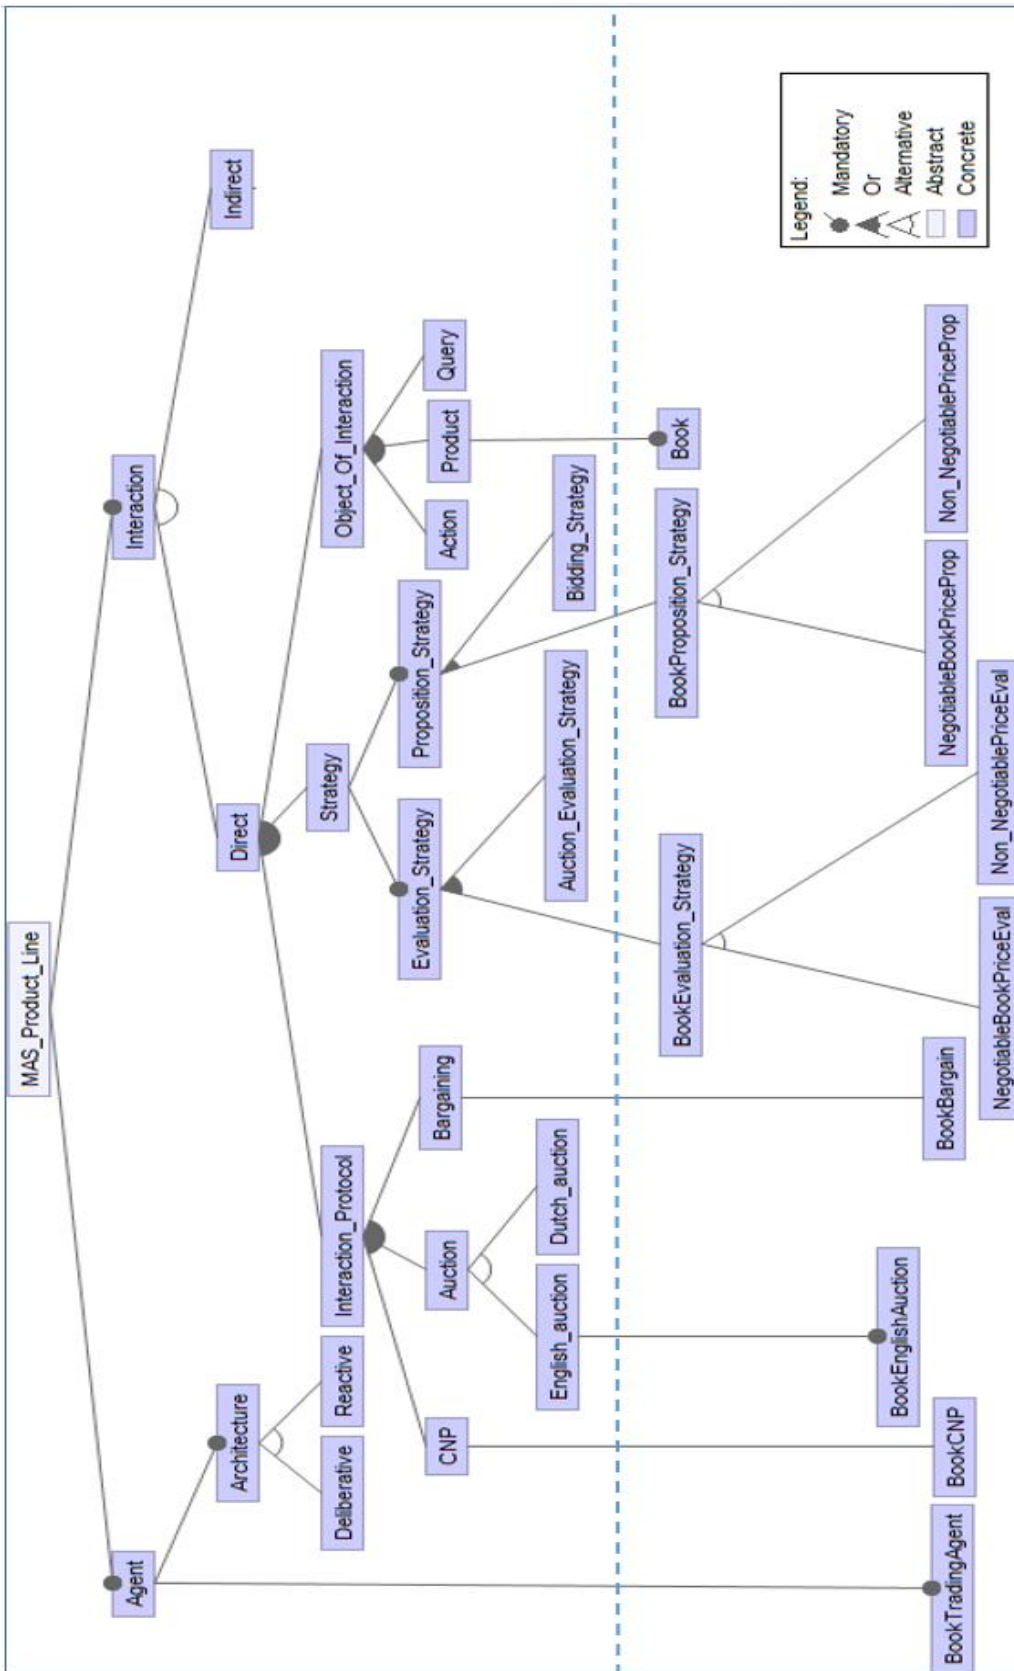 MAS_Product_Line
Agent
Interaction
Architecture
Direct
Indirect
Deliberative
Reactive
Interaction_Protocol
Strategy
Object_Of_Interaction
CNP
Auction
Bargaining
Evaluation_Strategy
Proposition_Strategy
Action
Product
Query
English_auction
Dutch_auction
Auction_Evaluation_Strategy
Bidding_Strategy
BookEvaluation_Strategy
BookProposition_Strategy
Book
BookTradingAgent
BookCNP
BookEnglishAuction
BookBargain
NegotiableBookPriceEval
Non_NegotiablePriceEval
NegotiableBookPriceProp
Non_NegotiablePriceProp
Legend:
Mandatory
Or
Alternative
Abstract
Concrete